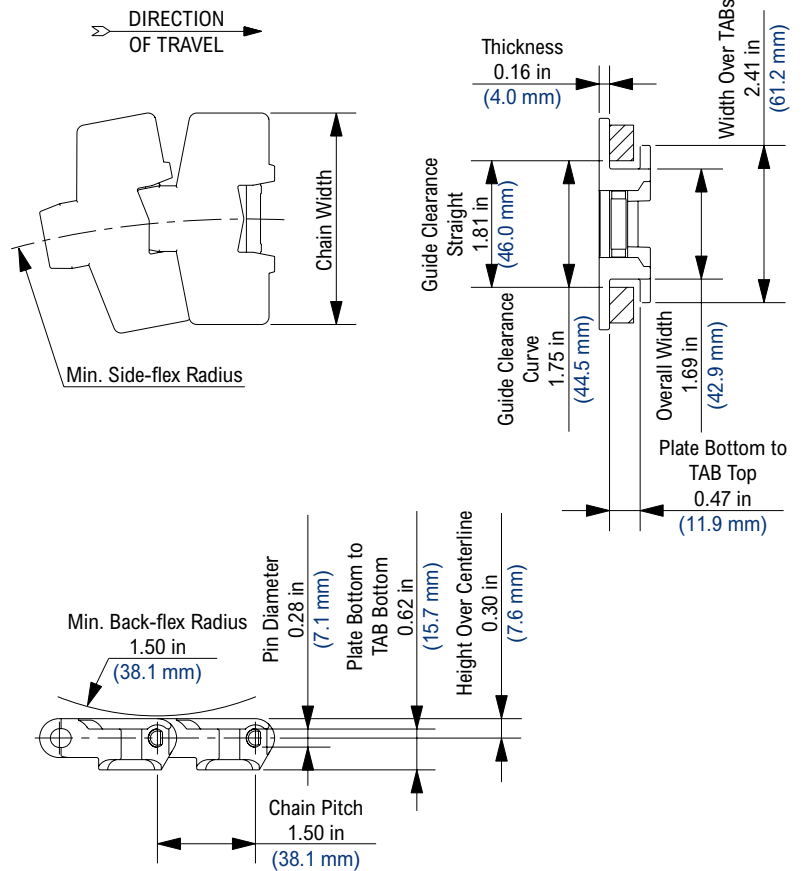 DIRECTION
OF TRAVEL
Chain Width
Min. Side-flex Radius
Thickness
0.16 in
(4.0 mm)
Width Over TABs
2.41 in
(61.2 mm)
Guide Clearance
Straight
1.81 in
(46.0 mm)
Guide Clearance
Curve
1.75 in
(44.5 mm)
Overall Width
1.69 in
(42.9 mm)
Plate Bottom to
TAB Top
0.47 in
(11.9 mm)
Min. Back-flex Radius
1.50 in
(38.1 mm)
Pin Diameter
0.28 in
(7.1 mm)
Plate Bottom to
TAB Bottom
0.62 in
(15.7 mm)
Height Over Centerline
0.30 in
(7.6 mm)
Chain Pitch
1.50 in
(38.1 mm)